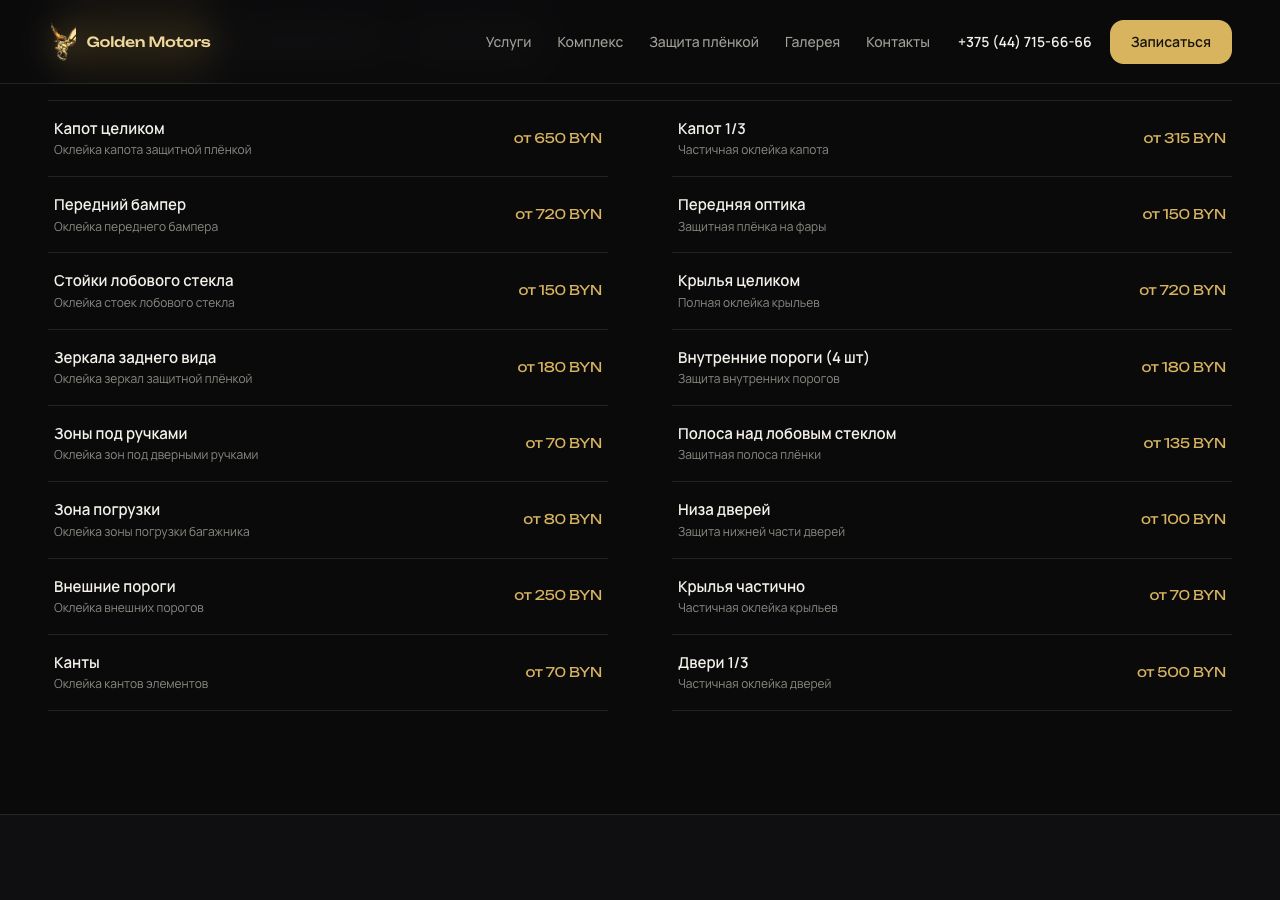 Golden Motors
Услуги
Комплекс
Защита плёнкой
Галерея
Контакты
+375 (44) 715-66-66
Записаться
Капот целиком
Оклейка капота защитной плёнкой
от 650 BYN
Капот 1/3
Частичная оклейка капота
от 315 BYN
Передний бампер
Оклейка переднего бампера
от 720 BYN
Передняя оптика
Защитная плёнка на фары
от 150 BYN
Стойки лобового стекла
Оклейка стоек лобового стекла
от 150 BYN
Крылья целиком
Полная оклейка крыльев
от 720 BYN
Зеркала заднего вида
Оклейка зеркал защитной плёнкой
от 180 BYN
Внутренние пороги (4 шт)
Защита внутренних порогов
от 180 BYN
Зоны под ручками
Оклейка зон под дверными ручками
от 70 BYN
Полоса над лобовым стеклом
Защитная полоса плёнки
от 135 BYN
Зона погрузки
Оклейка зоны погрузки багажника
от 80 BYN
Низа дверей
Защита нижней части дверей
от 100 BYN
Внешние пороги
Оклейка внешних порогов
от 250 BYN
Крылья частично
Частичная оклейка крыльев
от 70 BYN
Канты
Оклейка кантов элементов
от 70 BYN
Двери 1/3
Частичная оклейка дверей
от 500 BYN